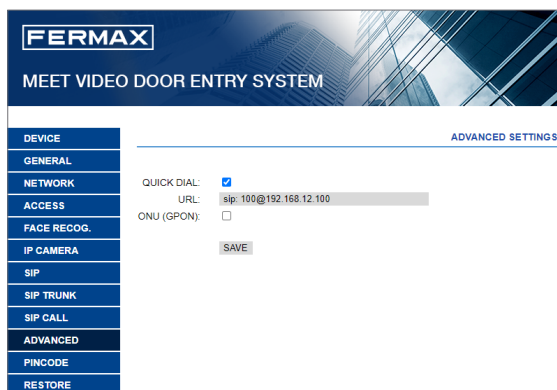 FERMAX
MEET VIDEO DOOR ENTRY SYSTEM
DEVICE
GENERAL
NETWORK
ACCESS
FACE RECOG.
IP CAMERA
SIP
SIP TRUNK
SIP CALL
ADVANCED
PINCODE
RESTORE
ADVANCED SETTINGS
QUICK DIAL:
URL: sip: 100@192.168.12.100
ONU (GPON):
SAVE